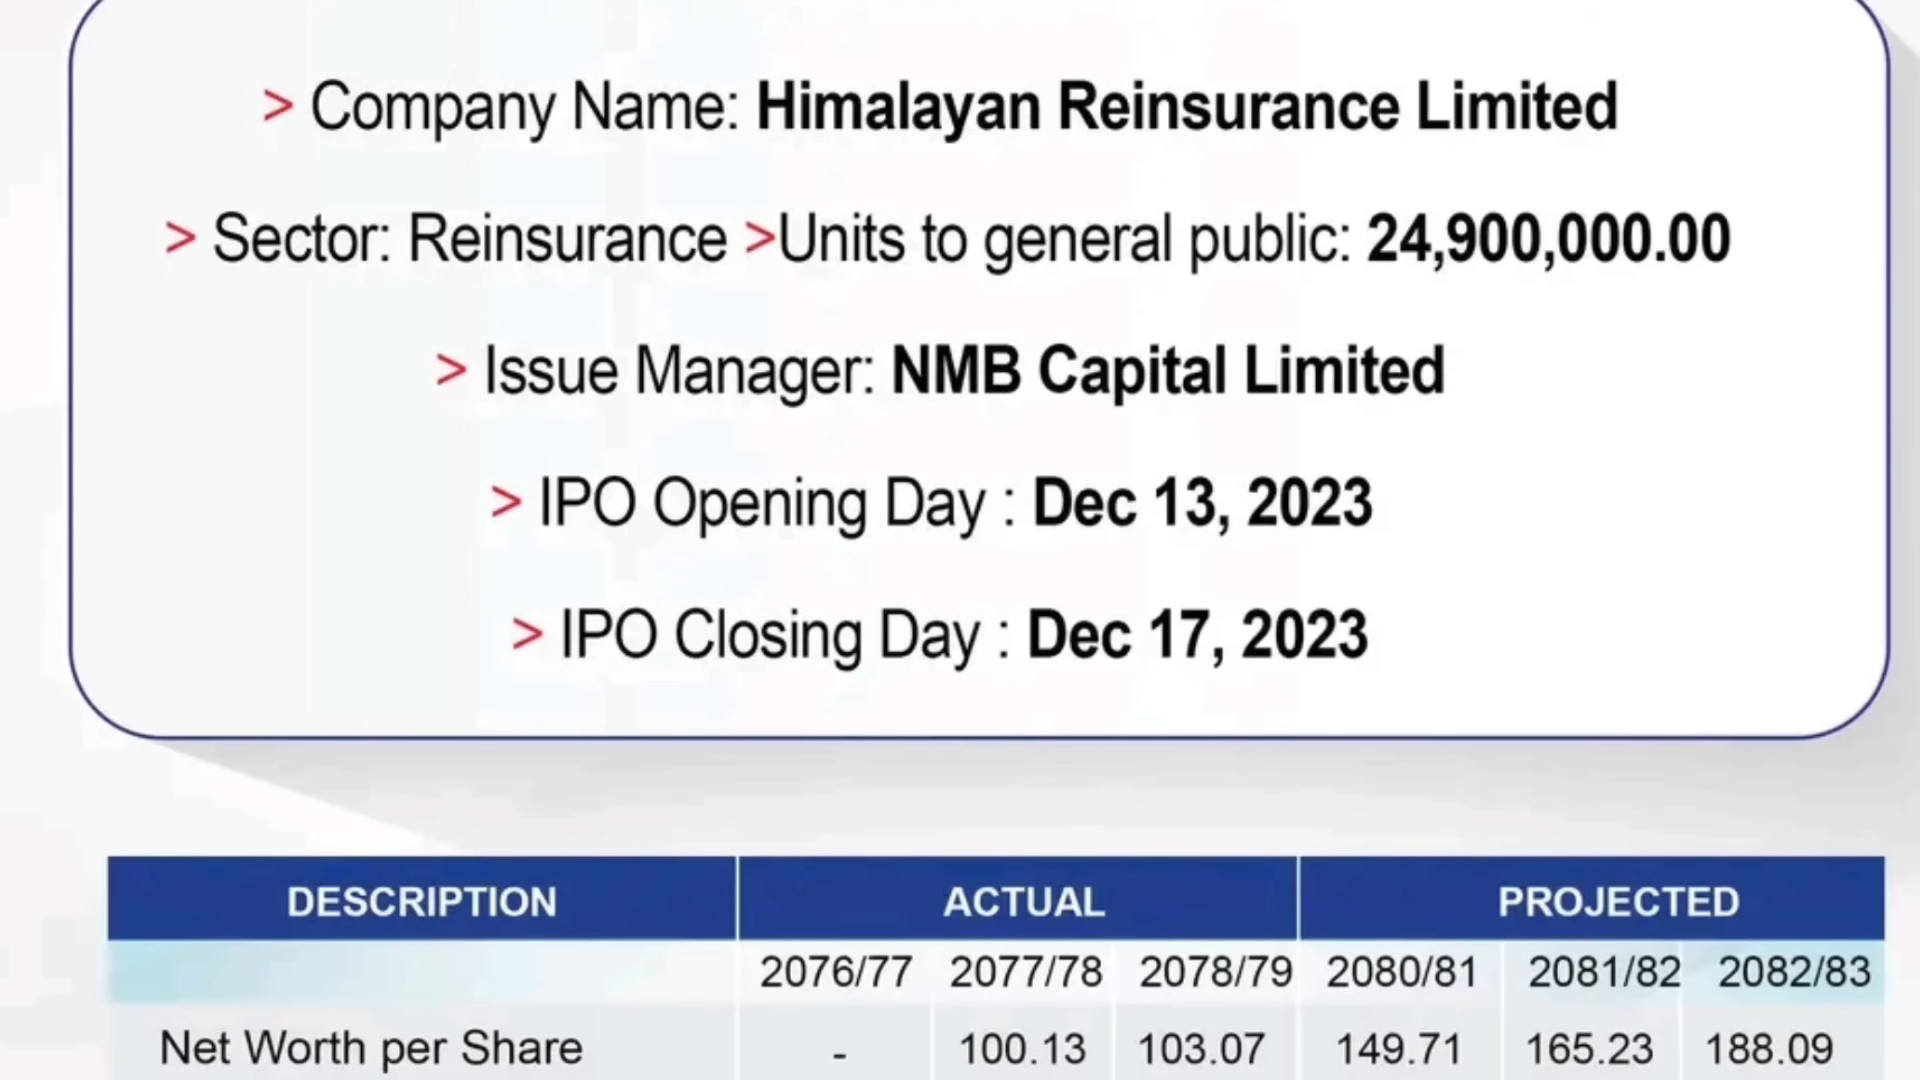 > Company Name: Himalayan Reinsurance Limited
> Sector: Reinsurance >Units to general public: 24,900,000.00
> Issue Manager: NMB Capital Limited
> IPO Opening Day : Dec 13, 2023
> IPO Closing Day : Dec 17, 2023
DESCRIPTION ACTUAL PROJECTED
2076/77 2077/78 2078/79 2080/81 2081/82 2082/83
Net Worth per Share - 100.13 103.07 149.71 165.23 188.09